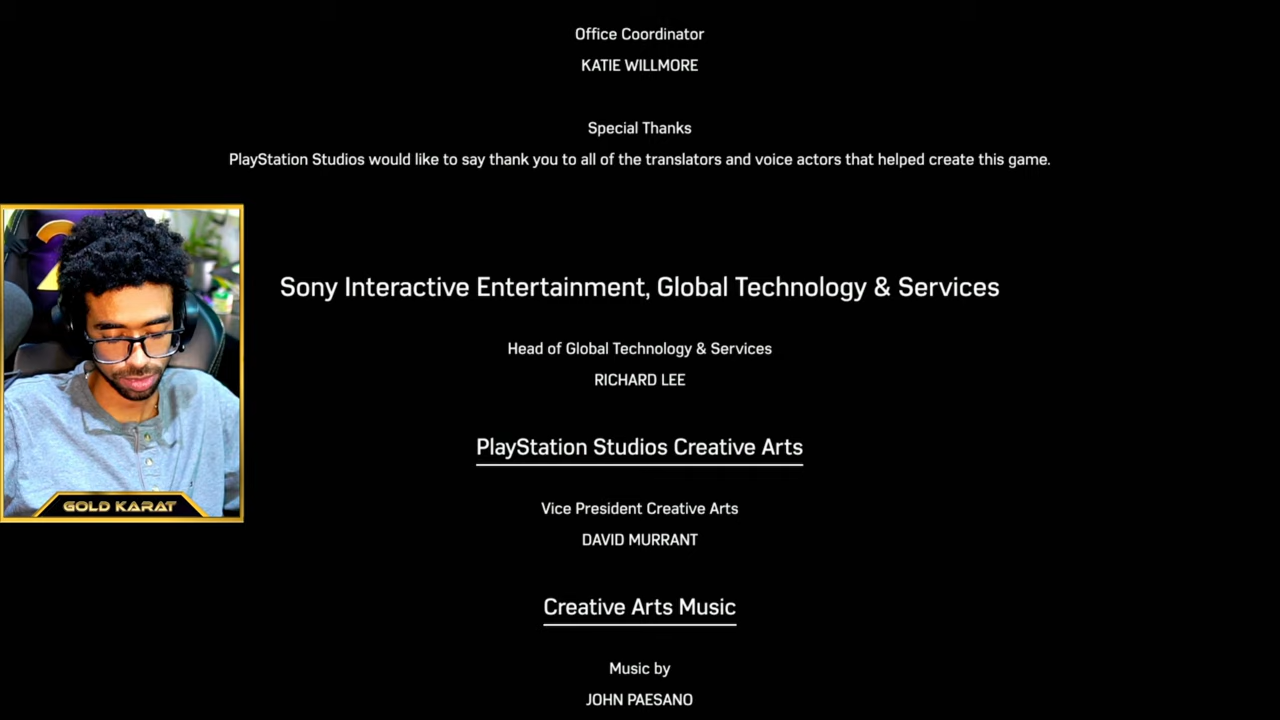 Office Coordinator
KATIE WILLMORE
Special Thanks
PlayStation Studios would like to say thank you to all of the translators and voice actors that helped create this game.
Sony Interactive Entertainment, Global Technology & Services
Head of Global Technology & Services
RICHARD LEE
PlayStation Studios Creative Arts
Vice President Creative Arts
DAVID MURRANT
Creative Arts Music
Music by
JOHN PAESANO
2
GOLD KARAT